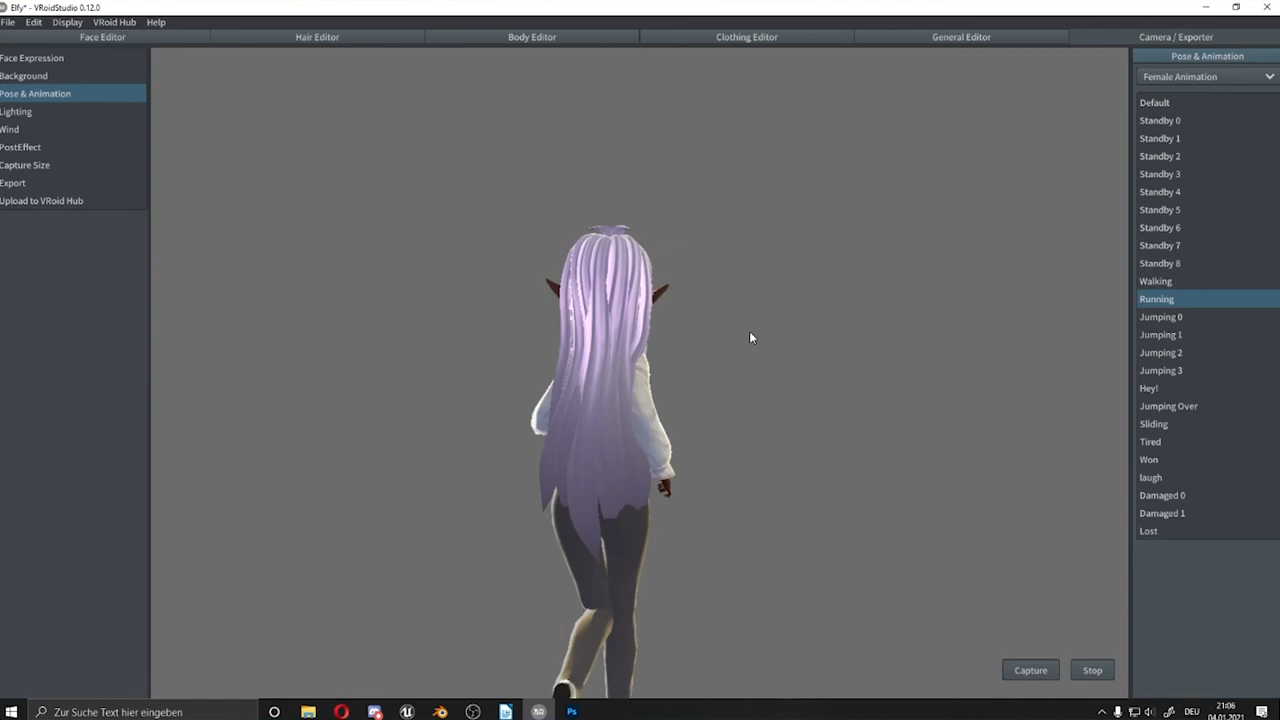 Elfy* - VRoidStudio 0.12.0
File Edit Display VRoid Hub Help
Face Editor Hair Editor Body Editor Clothing Editor General Editor Camera / Exporter
Face Expression
Background
Pose & Animation
Lighting
Wind
PostEffect
Capture Size
Export
Upload to VRoid Hub
Pose & Animation
Female Animation
Default
Standby 0
Standby 1
Standby 2
Standby 3
Standby 4
Standby 5
Standby 6
Standby 7
Standby 8
Walking
Running
Jumping 0
Jumping 1
Jumping 2
Jumping 3
Hey!
Jumping Over
Sliding
Tired
Won
laugh
Damaged 0
Damaged 1
Lost
Capture Stop
Zur Suche Text hier eingeben
Ps
DEU
21:06
04.01.2021